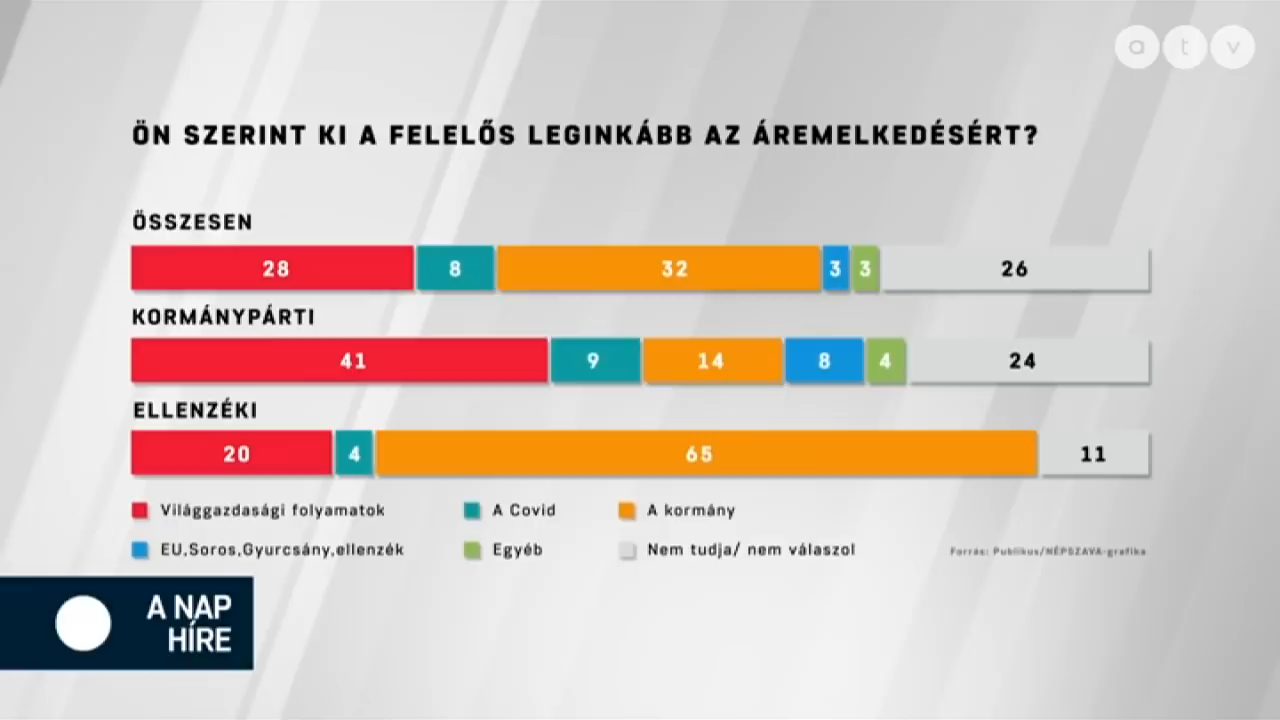 a t v
ÖN SZERINT KI A FELELŐS LEGINKÁBB AZ ÁREMELKEDÉSÉRT?
ÖSSZESEN
28 8 32 3 3 26
KORMÁNYPÁRTI
41 9 14 8 4 24
ELLENZÉKI
20 4 65 11
Világgazdasági folyamatok A Covid A kormány
EU,Soros,Gyurcsány,ellenzék Egyéb Nem tudja/ nem válaszol
Forrás: Publikus/NÉPSZAVA-grafika
A NAP
HÍRE